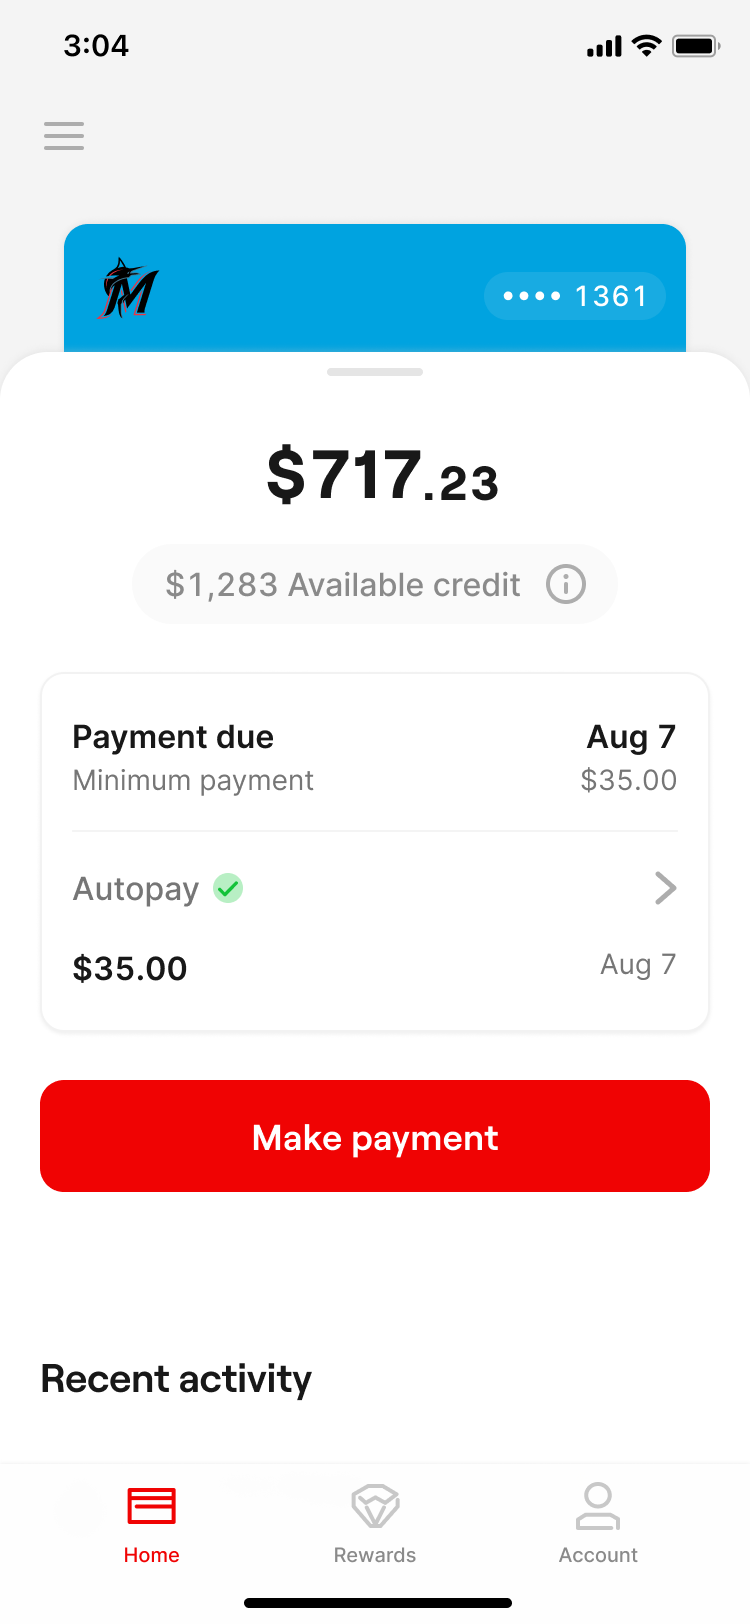 3:04
M
•••• 1361
$717.23
$1,283 Available credit
Payment due Aug 7
Minimum payment $35.00
Autopay
$35.00 Aug 7
Make payment
Recent activity
Home Rewards Account